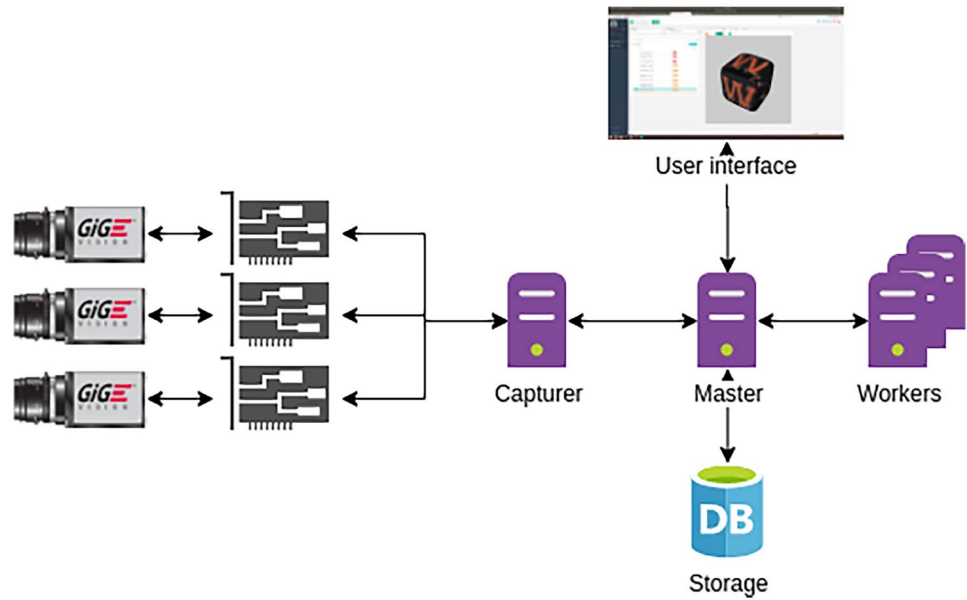 User interface
GiGE
VISION
GiGE
VISION
GiGE
VISION
Capturer
Master
Workers
DB
Storage